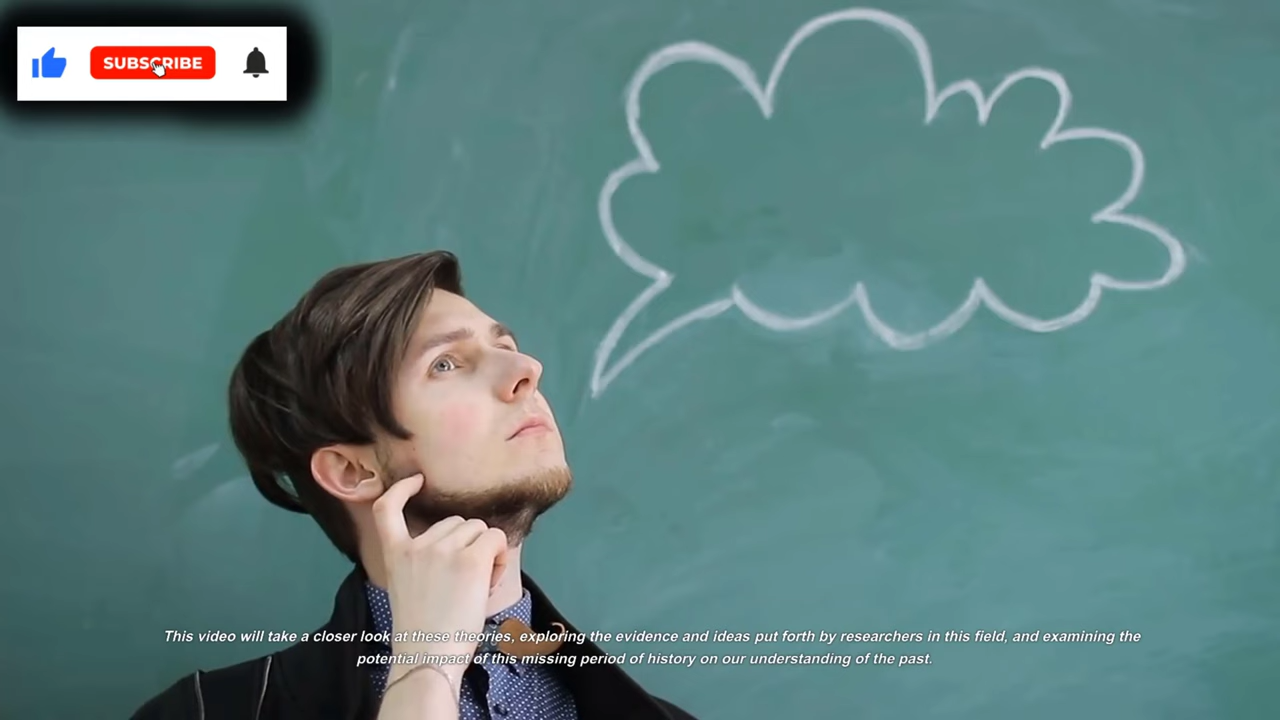 SUBSCRIBE
This video will take a closer look at these theories, exploring the evidence and ideas put forth by researchers in this field, and examining the
potential impact of this missing period of history on our understanding of the past.